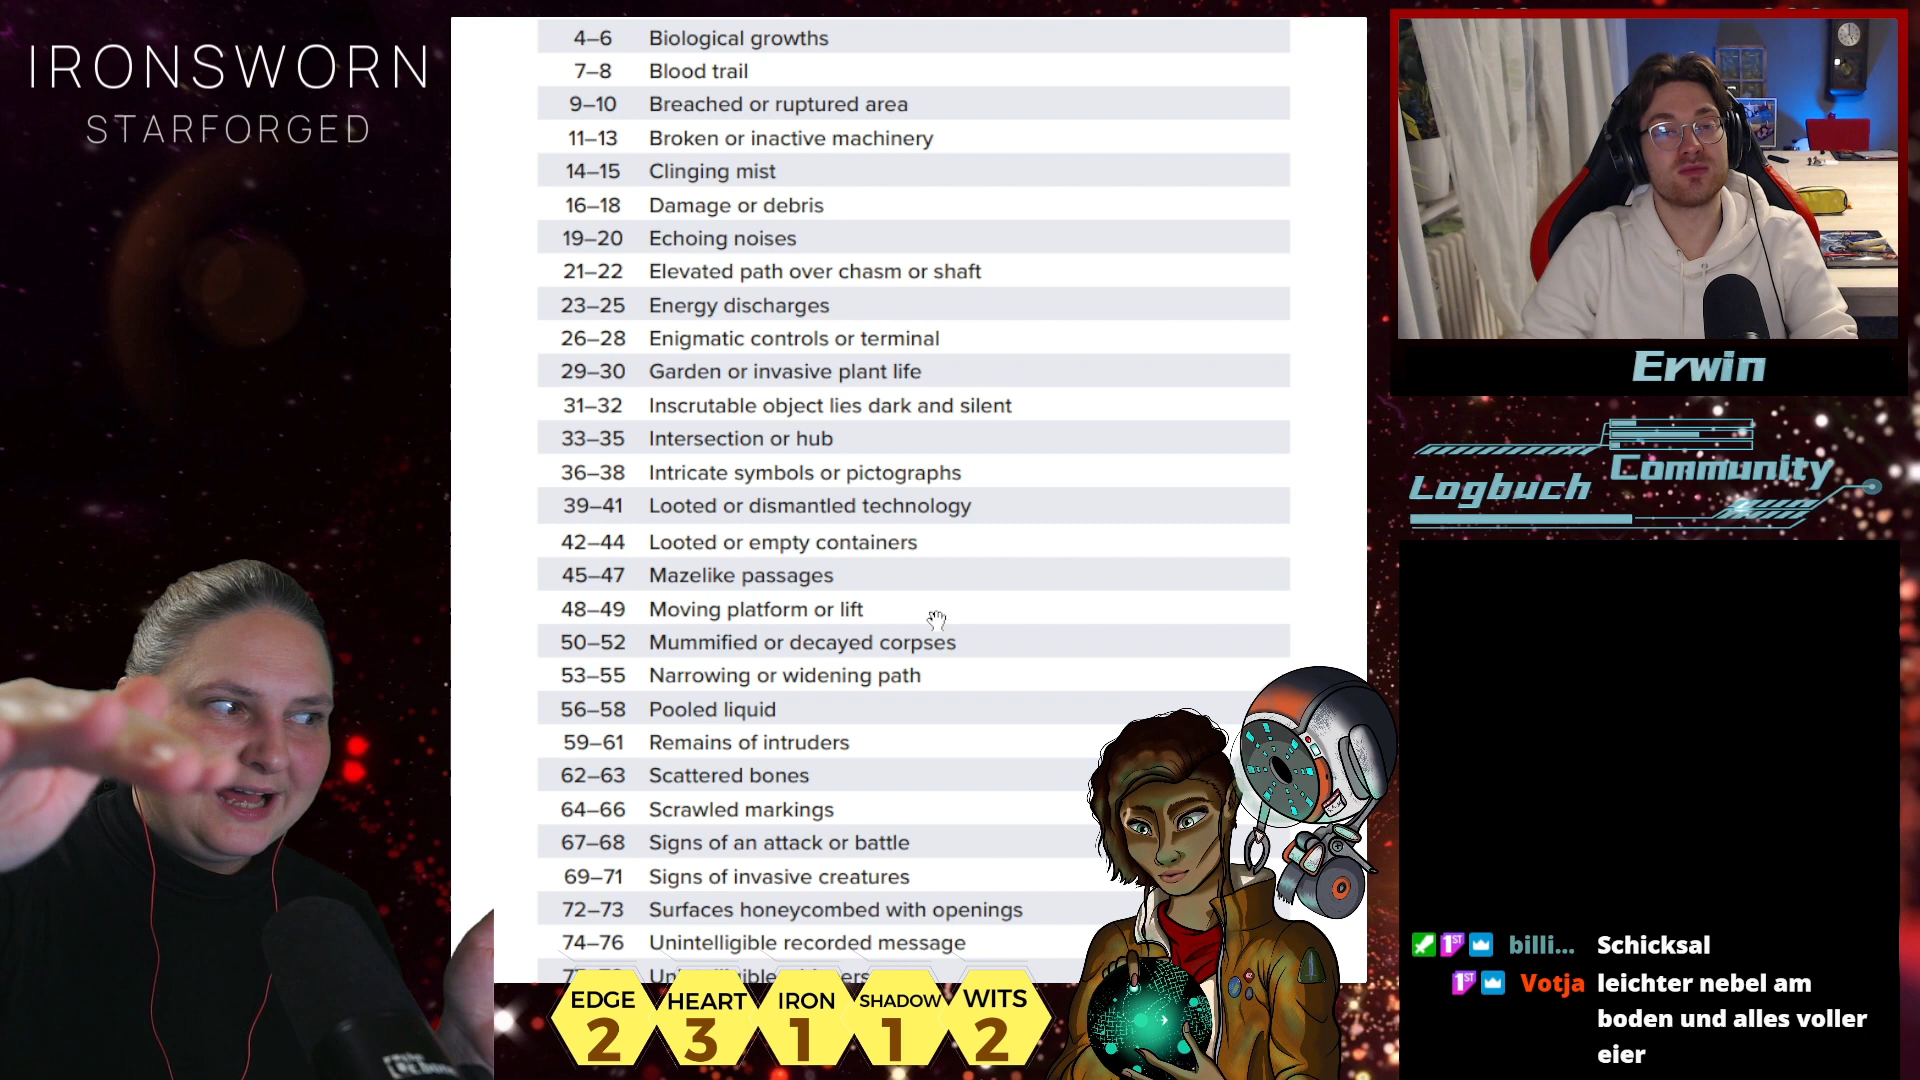 IRONSWORN
STARFORGED
4–6 Biological growths
7–8 Blood trail
9–10 Breached or ruptured area
11–13 Broken or inactive machinery
14–15 Clinging mist
16–18 Damage or debris
19–20 Echoing noises
21–22 Elevated path over chasm or shaft
23–25 Energy discharges
26–28 Enigmatic controls or terminal
29–30 Garden or invasive plant life
31–32 Inscrutable object lies dark and silent
33–35 Intersection or hub
36–38 Intricate symbols or pictographs
39–41 Looted or dismantled technology
42–44 Looted or empty containers
45–47 Mazelike passages
48–49 Moving platform or lift
50–52 Mummified or decayed corpses
53–55 Narrowing or widening path
56–58 Pooled liquid
59–61 Remains of intruders
62–63 Scattered bones
64–66 Scrawled markings
67–68 Signs of an attack or battle
69–71 Signs of invasive creatures
72–73 Surfaces honeycombed with openings
74–76 Unintelligible recorded message
EDGE HEART IRON SHADOW WITS
2 3 1 1 2
Erwin
Logbuch Community
billi... Schicksal
Votja leichter nebel am
boden und alles voller
eier